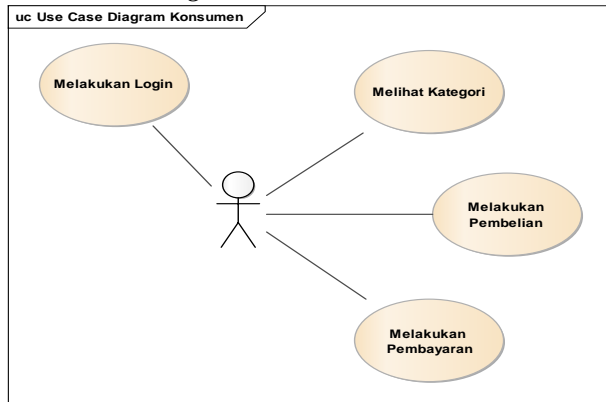 uc Use Case Diagram Konsumen
Melakukan Login
Melihat Kategori
Melakukan
Pembelian
Melakukan
Pembayaran